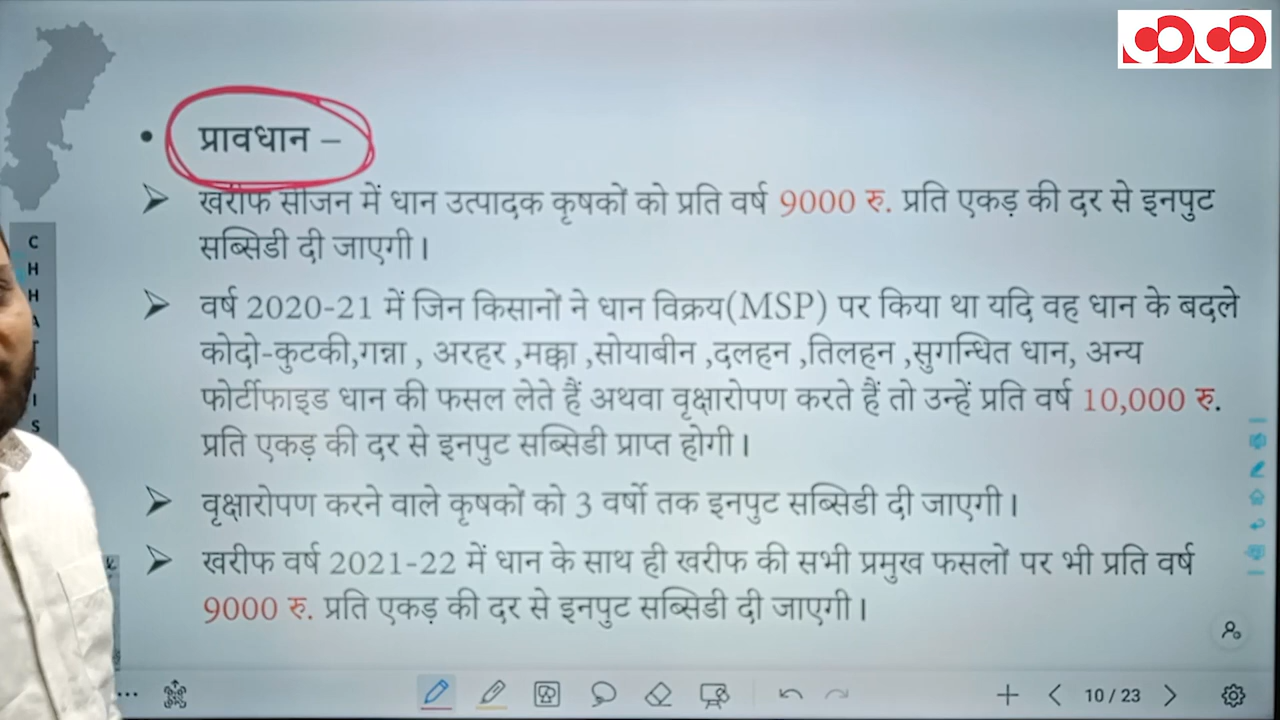 • प्रावधान –
➢ खरीफ सीजन में धान उत्पादक कृषकों को प्रति वर्ष 9000 रु. प्रति एकड़ की दर से इनपुट
सब्सिडी दी जाएगी।
➢ वर्ष 2020-21 में जिन किसानों ने धान विक्रय(MSP) पर किया था यदि वह धान के बदले
कोदो-कुटकी,गन्ना , अरहर ,मक्का ,सोयाबीन ,दलहन ,तिलहन ,सुगन्धित धान, अन्य
फोर्टीफाइड धान की फसल लेते हैं अथवा वृक्षारोपण करते हैं तो उन्हें प्रति वर्ष 10,000 रु.
प्रति एकड़ की दर से इनपुट सब्सिडी प्राप्त होगी।
➢ वृक्षारोपण करने वाले कृषकों को 3 वर्षो तक इनपुट सब्सिडी दी जाएगी।
➢ खरीफ वर्ष 2021-22 में धान के साथ ही खरीफ की सभी प्रमुख फसलों पर भी प्रति वर्ष
9000 रु. प्रति एकड़ की दर से इनपुट सब्सिडी दी जाएगी।
C
H
H
A
T
T
I
S
10 / 23